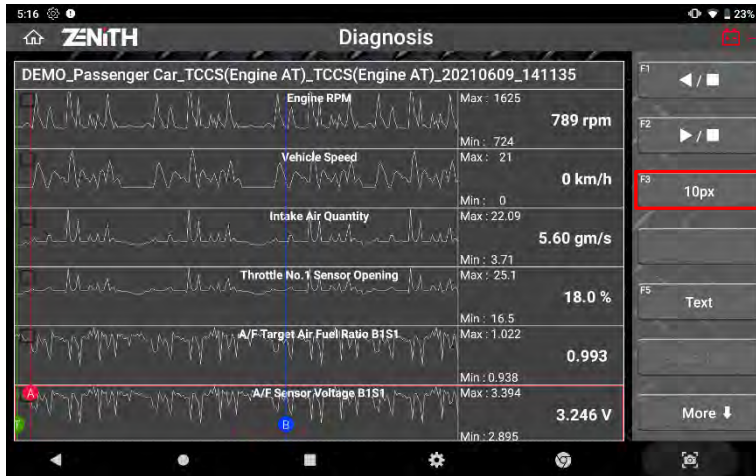 5:16
23%
ZENITH
Diagnosis
DEMO_Passenger Car_TCCS(Engine AT)_TCCS(Engine AT)_20210609_141135
Engine RPM
Max : 1625
789 rpm
Min : 724
Vehicle Speed
Max : 21
0 km/h
Min : 0
Intake Air Quantity
Max : 22.09
5.60 gm/s
Min : 3.71
Throttle No.1 Sensor Opening
Max : 25.1
18.0 %
Min : 16.5
A/F Target Air Fuel Ratio B1S1
Max : 1.022
0.993
Min : 0.938
A/F Sensor Voltage B1S1
Max : 3.394
3.246 V
Min : 2.895
A
B
T
F1
◀/■
F2
▶/■
F3
10px
F5
Text
More ⬇